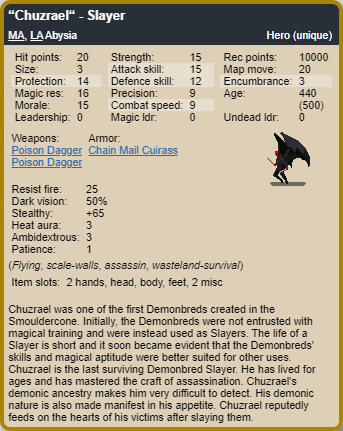 “Chuzrael“ - Slayer
MA, LA Abysia Hero (unique)
Hit points: 20 Strength: 15 Rec points: 10000
Size: 3 Attack skill: 15 Map move: 20
Protection: 14 Defence skill: 12 Encumbrance: 3
Magic res: 16 Precision: 9 Age: 440
Morale: 15 Combat speed: 9 (500)
Leadership: 0 Magic ldr: 0 Undead ldr: 0
Weapons: Armor:
Poison Dagger Chain Mail Cuirass
Poison Dagger
Resist fire: 25
Dark vision: 50%
Stealthy: +65
Heat aura: 3
Ambidextrous: 3
Patience: 1
(Flying, scale-walls, assassin, wasteland-survival)
Item slots: 2 hands, head, body, feet, 2 misc
Chuzrael was one of the first Demonbreds created in the
Smouldercone. Initially, the Demonbreds were not entrusted with
magical training and were instead used as Slayers. The life of a
Slayer is short and it soon became evident that the Demonbreds'
skills and magical aptitude were better suited for other uses.
Chuzrael is the last surviving Demonbred Slayer. He has lived for
ages and has mastered the craft of assassination. Chuzrael's
demonic ancestry makes him very difficult to detect. His demonic
nature is also made manifest in his appetite. Chuzrael reputedly
feeds on the hearts of his victims after slaying them.